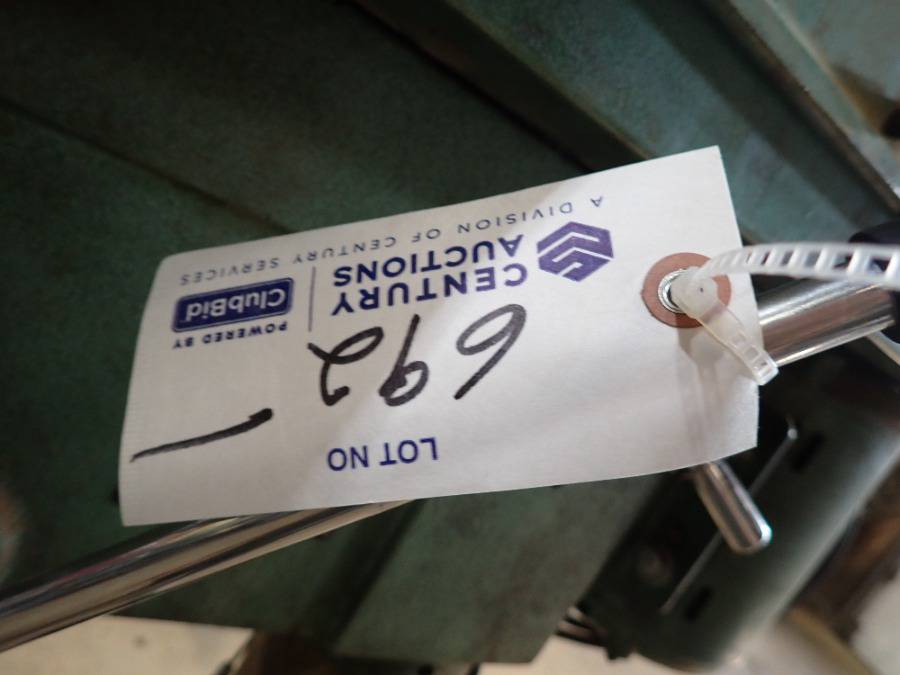 LOT NO
692 —
CENTURY
AUCTIONS
POWERED BY
ClubBid
A DIVISION OF CENTURY SERVICES